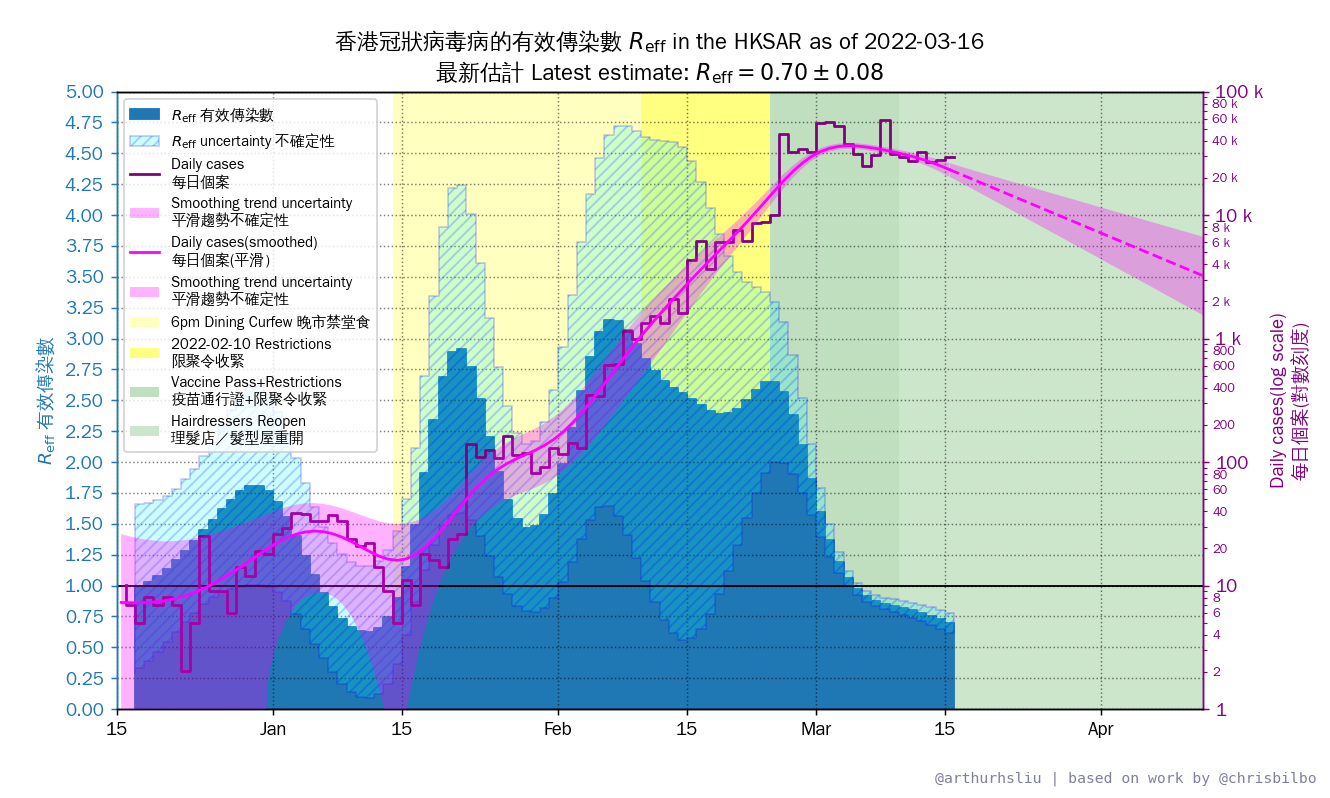 香港冠狀病毒病的有效傳染數 Reff in the HKSAR as of 2022-03-16
最新估計 Latest estimate: Reff = 0.70 ± 0.08
Reff 有效傳染數
Reff uncertainty 不確定性
Daily cases
每日個案
Smoothing trend uncertainty
平滑趨勢不確定性
Daily cases(smoothed)
每日個案(平滑)
Smoothing trend uncertainty
平滑趨勢不確定性
6pm Dining Curfew 晚市禁堂食
2022-02-10 Restrictions
限聚令收緊
Vaccine Pass+Restrictions
疫苗通行證+限聚令收緊
Hairdressers Reopen
理髮店／髮型屋重開
Reff 有效傳染數
5.00
4.75
4.50
4.25
4.00
3.75
3.50
3.25
3.00
2.75
2.50
2.25
2.00
1.75
1.50
1.25
1.00
0.75
0.50
0.25
0.00
15
Jan
15
Feb
15
Mar
15
Apr
100 k
80 k
60 k
40 k
20 k
10 k
8 k
6 k
4 k
2 k
1 k
800
600
400
200
100
80
60
40
20
10
8
6
4
2
1
Daily cases(log scale)
每日個案(對數刻度)
@arthurhsliu | based on work by @chrisbilbo